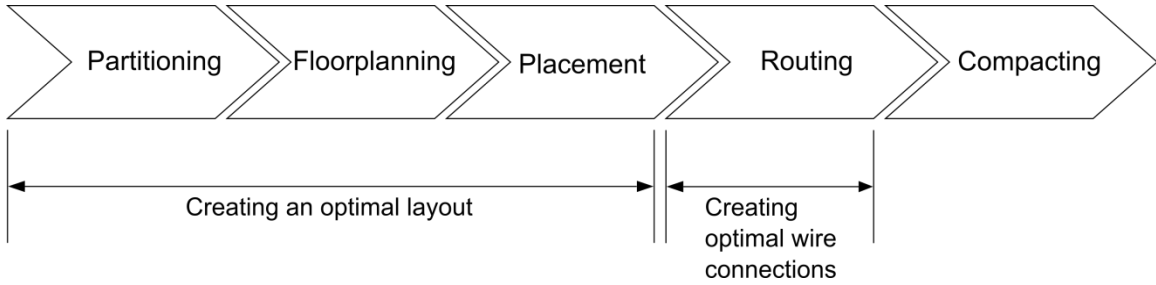 Partitioning
Floorplanning
Placement
Routing
Compacting
Creating an optimal layout
Creating
optimal wire
connections